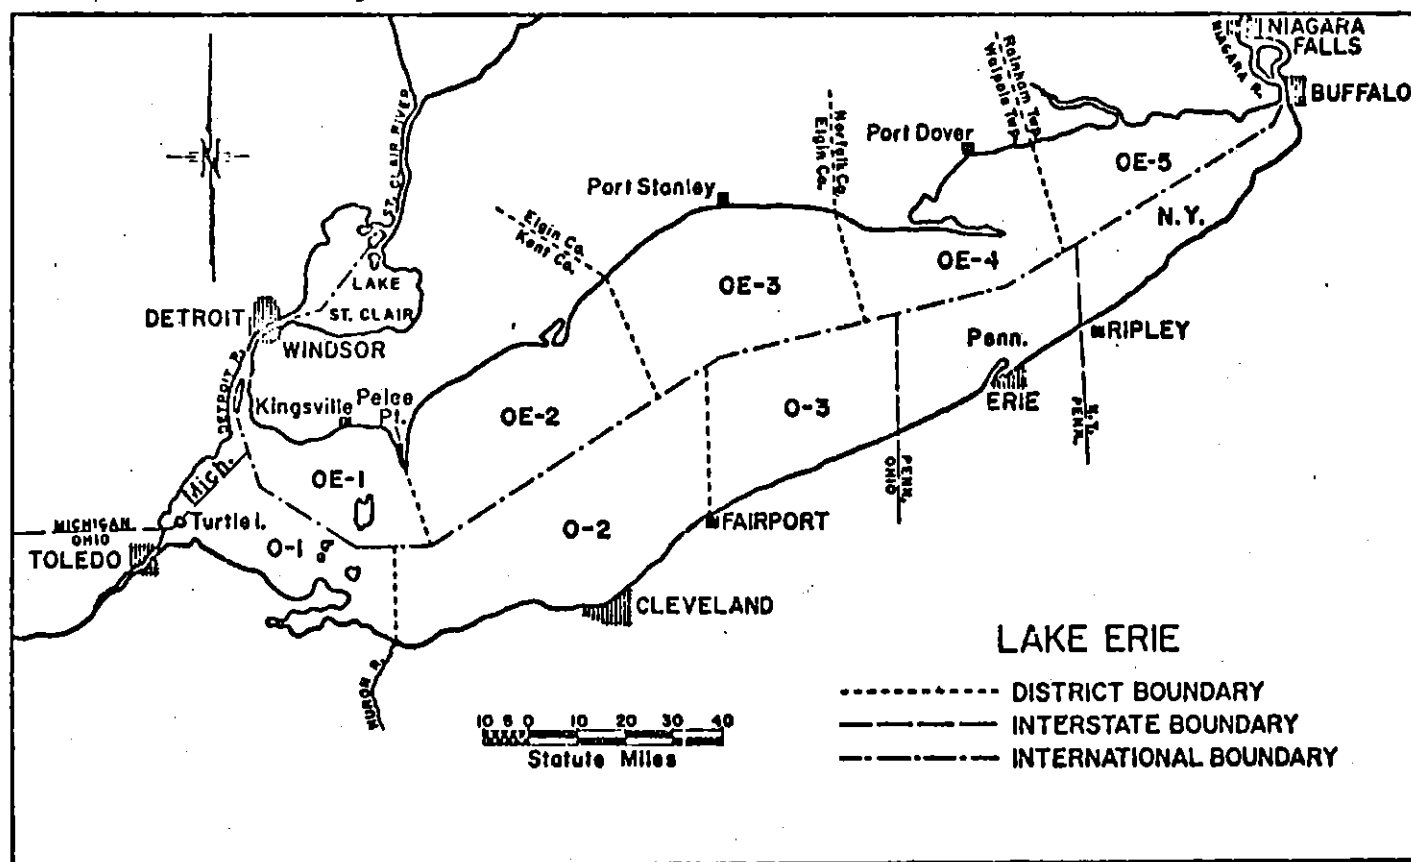 NIAGARA
FALLS
NIAGARA R.
BUFFALO
Rainham Twp.
Walpole Twp.
Port Dover
OE-5
N.Y.
Norfolk Co.
Elgin Co.
Port Stanley
ST. CLAIR RIVER
Elgin Co.
Kent Co.
OE-4
OE-3
LAKE
ST. CLAIR
DETROIT
WINDSOR
DETROIT R.
Penn.
RIPLEY
ERIE
Kingsville
Pelee
Pt.
OE-2
O-3
N.Y.
PENN.
PENN.
OHIO
Mich.
OE-1
MICHIGAN
OHIO
Turtle I.
TOLEDO
O-1
O-2
FAIRPORT
CLEVELAND
HURON R.
LAKE ERIE
DISTRICT BOUNDARY
INTERSTATE BOUNDARY
INTERNATIONAL BOUNDARY
10 5 0 10 20 30 40
Statute Miles